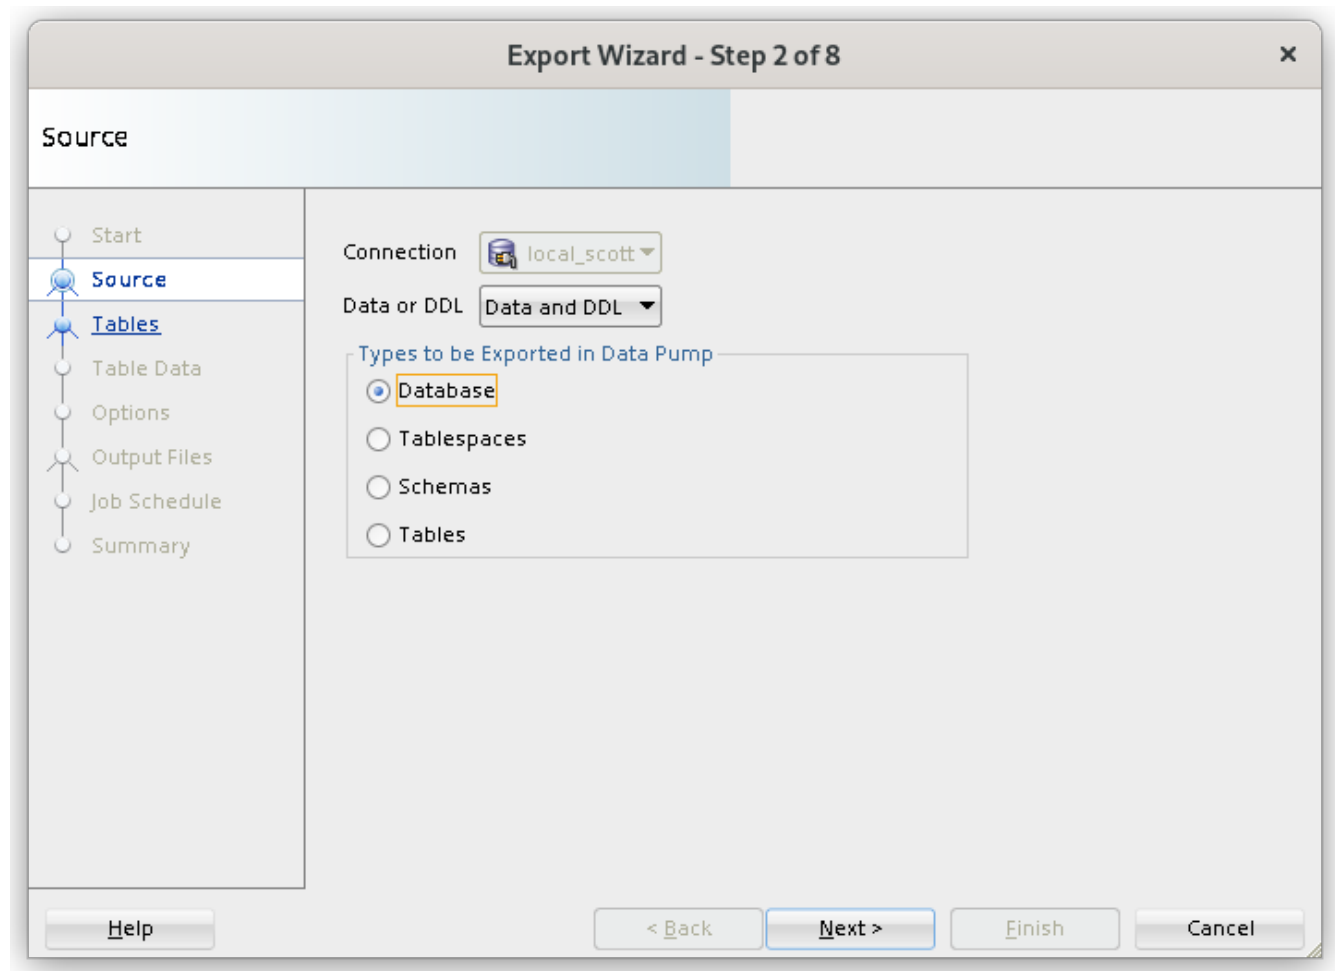 Export Wizard - Step 2 of 8
Source
Start
Source
Tables
Table Data
Options
Output Files
Job Schedule
Summary
Connection local_scott
Data or DDL Data and DDL
Types to be Exported in Data Pump
Database
Tablespaces
Schemas
Tables
Help < Back Next > Finish Cancel